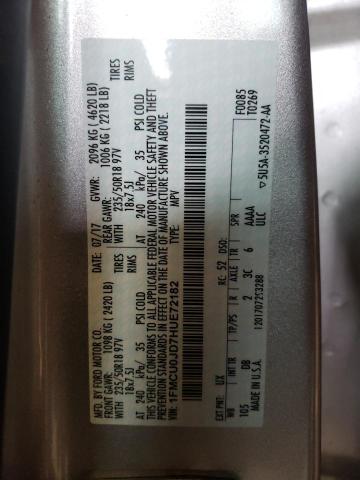 MFD. BY FORD MOTOR CO.
DATE: 07/17 GVWR: 2096 KG ( 4620 LB)
FRONT GAWR: 1098 KG ( 2420 LB) REAR GAWR: 1006 KG ( 2218 LB)
WITH 235/50R18 97V TIRES WITH 235/50R18 97V TIRES
18x7.5J RIMS 18x7.5J RIMS
AT 240 kPa/ 35 PSI COLD AT 240 kPa/ 35 PSI COLD
THIS VEHICLE CONFORMS TO ALL APPLICABLE FEDERAL MOTOR VEHICLE SAFETY AND THEFT
PREVENTION STANDARDS IN EFFECT ON THE DATE OF MANUFACTURE SHOWN ABOVE.
VIN: 1FMCU0JD7HUE72182
TYPE: MPV
F0085
T0269
EXT PNT: UX RC: 52 DSO:
WB INT TR TP/PS R AXLE TR SPR
105 DB 2 3C 6 AAAA
ULC
MADE IN U.S.A.
5U5A-3520472-AA